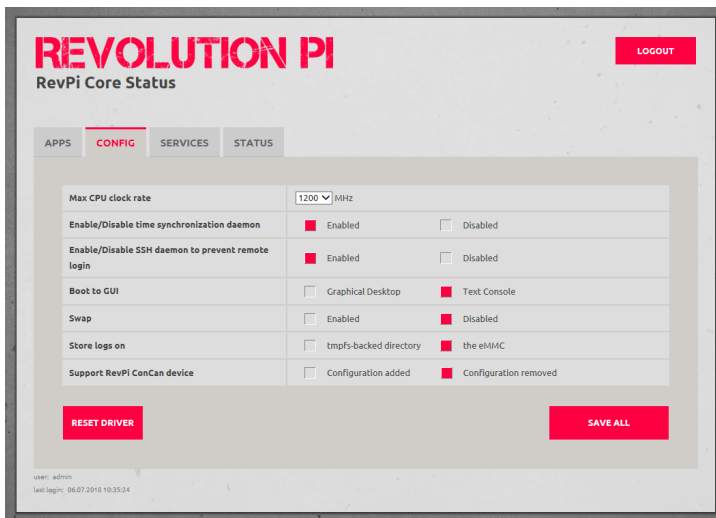 REVOLUTION PI
LOGOUT
RevPi Core Status
APPS CONFIG SERVICES STATUS
Max CPU clock rate 1200 MHz
Enable/Disable time synchronization daemon Enabled Disabled
Enable/Disable SSH daemon to prevent remote
login Enabled Disabled
Boot to GUI Graphical Desktop Text Console
Swap Enabled Disabled
Store logs on tmpfs-backed directory the eMMC
Support RevPi ConCan device Configuration added Configuration removed
RESET DRIVER SAVE ALL
user: admin
last login: 06.07.2018 10:35:24